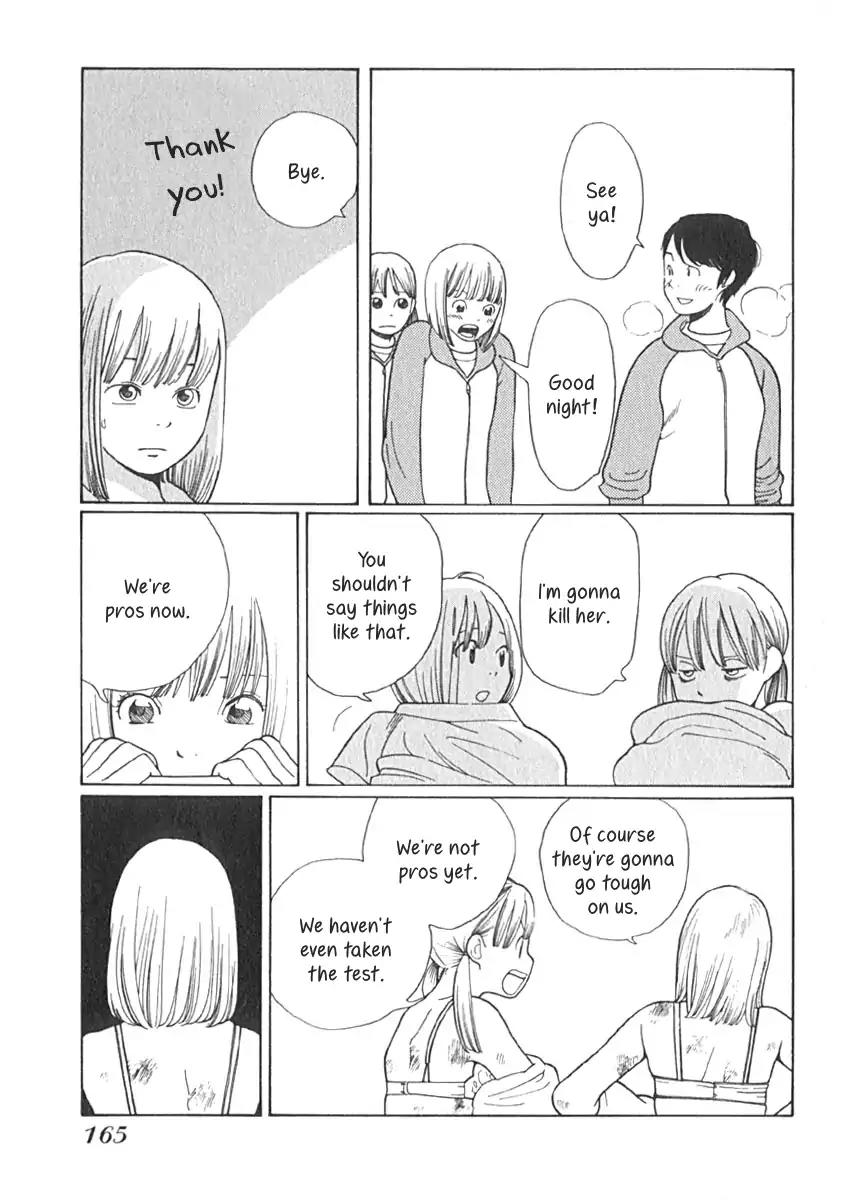 See
ya!
Good
night!
Bye.
Thank
you!
I'm gonna
kill her.
You
shouldn't
say things
like that.
We're
pros now.
Of course
they're gonna
go tough
on us.
We're not
pros yet.
We haven't
even taken
the test.
165